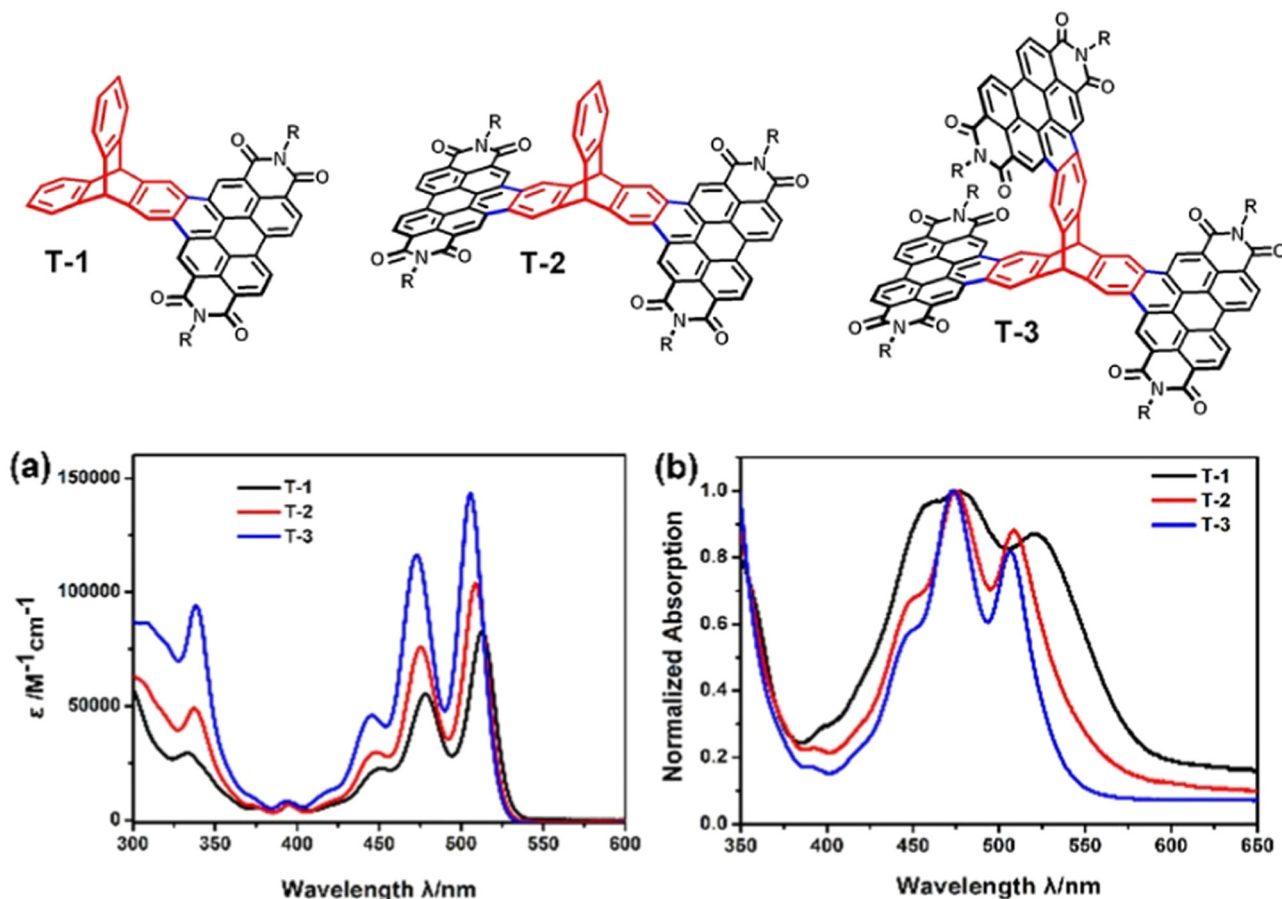 T-1
R
O
N
O
O
N
O
R
T-2
R
O
N
O
O
N
O
R
R
O
N
O
O
N
O
R
T-3
O
N
R
O
O
N
R
O
R
O
N
O
O
N
O
R
R
O
N
O
O
N
O
R
(a)
150000
100000
50000
0
ε /M⁻¹cm⁻¹
T-1
T-2
T-3
300
350
400
450
500
550
600
Wavelength λ/nm
(b)
1.0
0.8
0.6
0.4
0.2
0.0
Normalized Absorption
T-1
T-2
T-3
350
400
450
500
550
600
650
Wavelength λ/nm